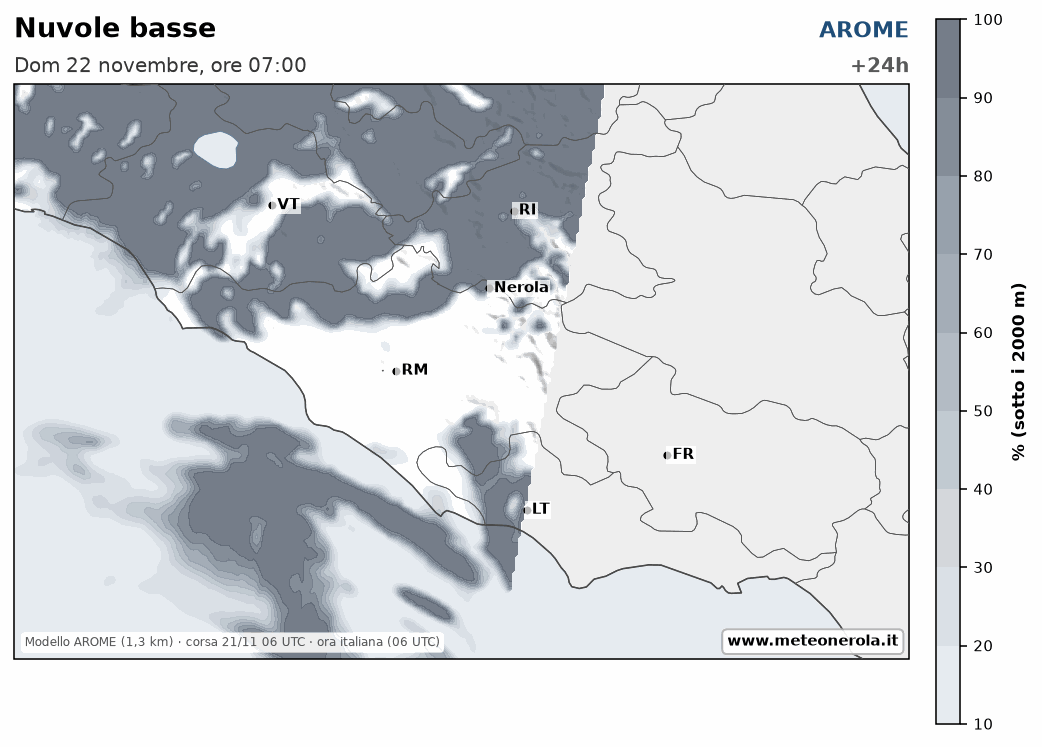 Nuvole basse
AROME
Dom 22 novembre, ore 07:00
+24h
VT
RI
Nerola
RM
FR
LT
Modello AROME (1,3 km) · corsa 21/11 06 UTC · ora italiana (06 UTC)
www.meteonerola.it
100
90
80
70
60
50
40
30
20
10
% (sotto i 2000 m)